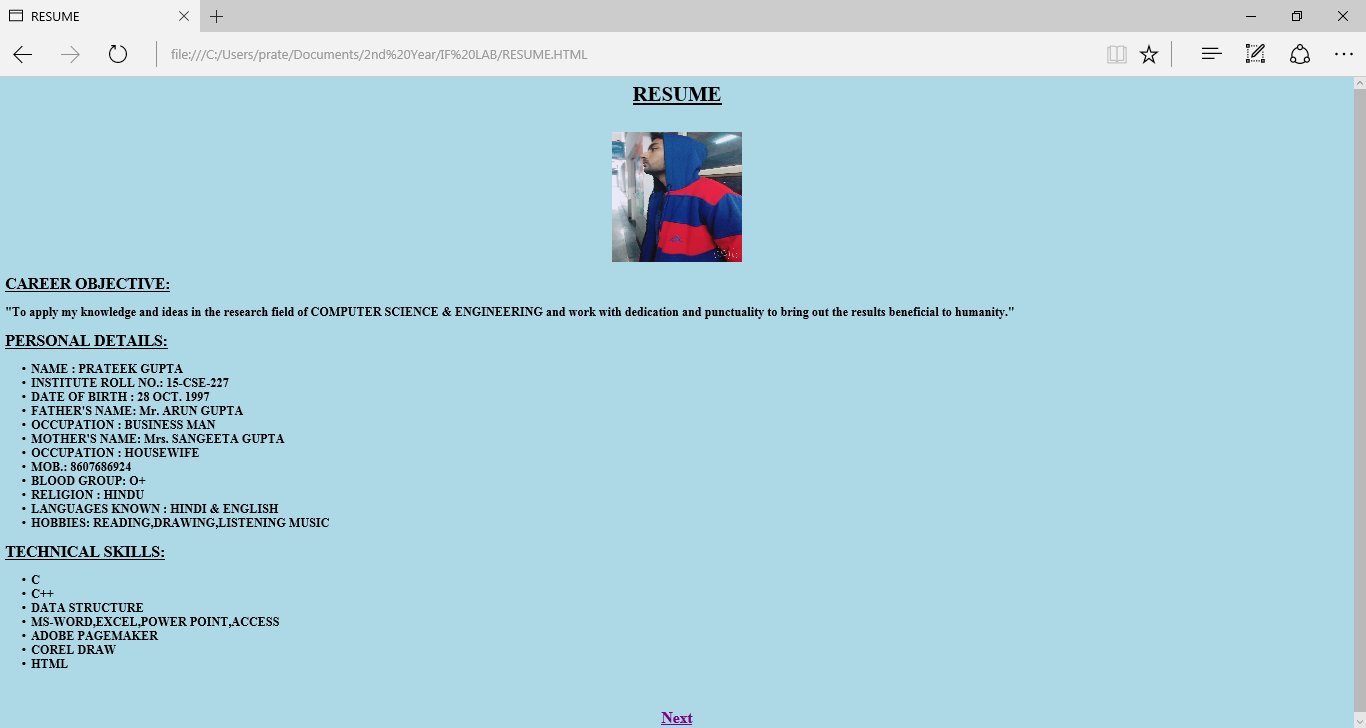 RESUME
file:///C:/Users/prate/Documents/2nd%20Year/IF%20LAB/RESUME.HTML
RESUME
CAREER OBJECTIVE:
"To apply my knowledge and ideas in the research field of COMPUTER SCIENCE & ENGINEERING and work with dedication and punctuality to bring out the results beneficial to humanity."
PERSONAL DETAILS:
• NAME : PRATEEK GUPTA
• INSTITUTE ROLL NO.: 15-CSE-227
• DATE OF BIRTH : 28 OCT. 1997
• FATHER'S NAME: Mr. ARUN GUPTA
• OCCUPATION : BUSINESS MAN
• MOTHER'S NAME: Mrs. SANGEETA GUPTA
• OCCUPATION : HOUSEWIFE
• MOB.: 8607686924
• BLOOD GROUP: O+
• RELIGION : HINDU
• LANGUAGES KNOWN : HINDI & ENGLISH
• HOBBIES: READING,DRAWING,LISTENING MUSIC
TECHNICAL SKILLS:
• C
• C++
• DATA STRUCTURE
• MS-WORD,EXCEL,POWER POINT,ACCESS
• ADOBE PAGEMAKER
• COREL DRAW
• HTML
Next